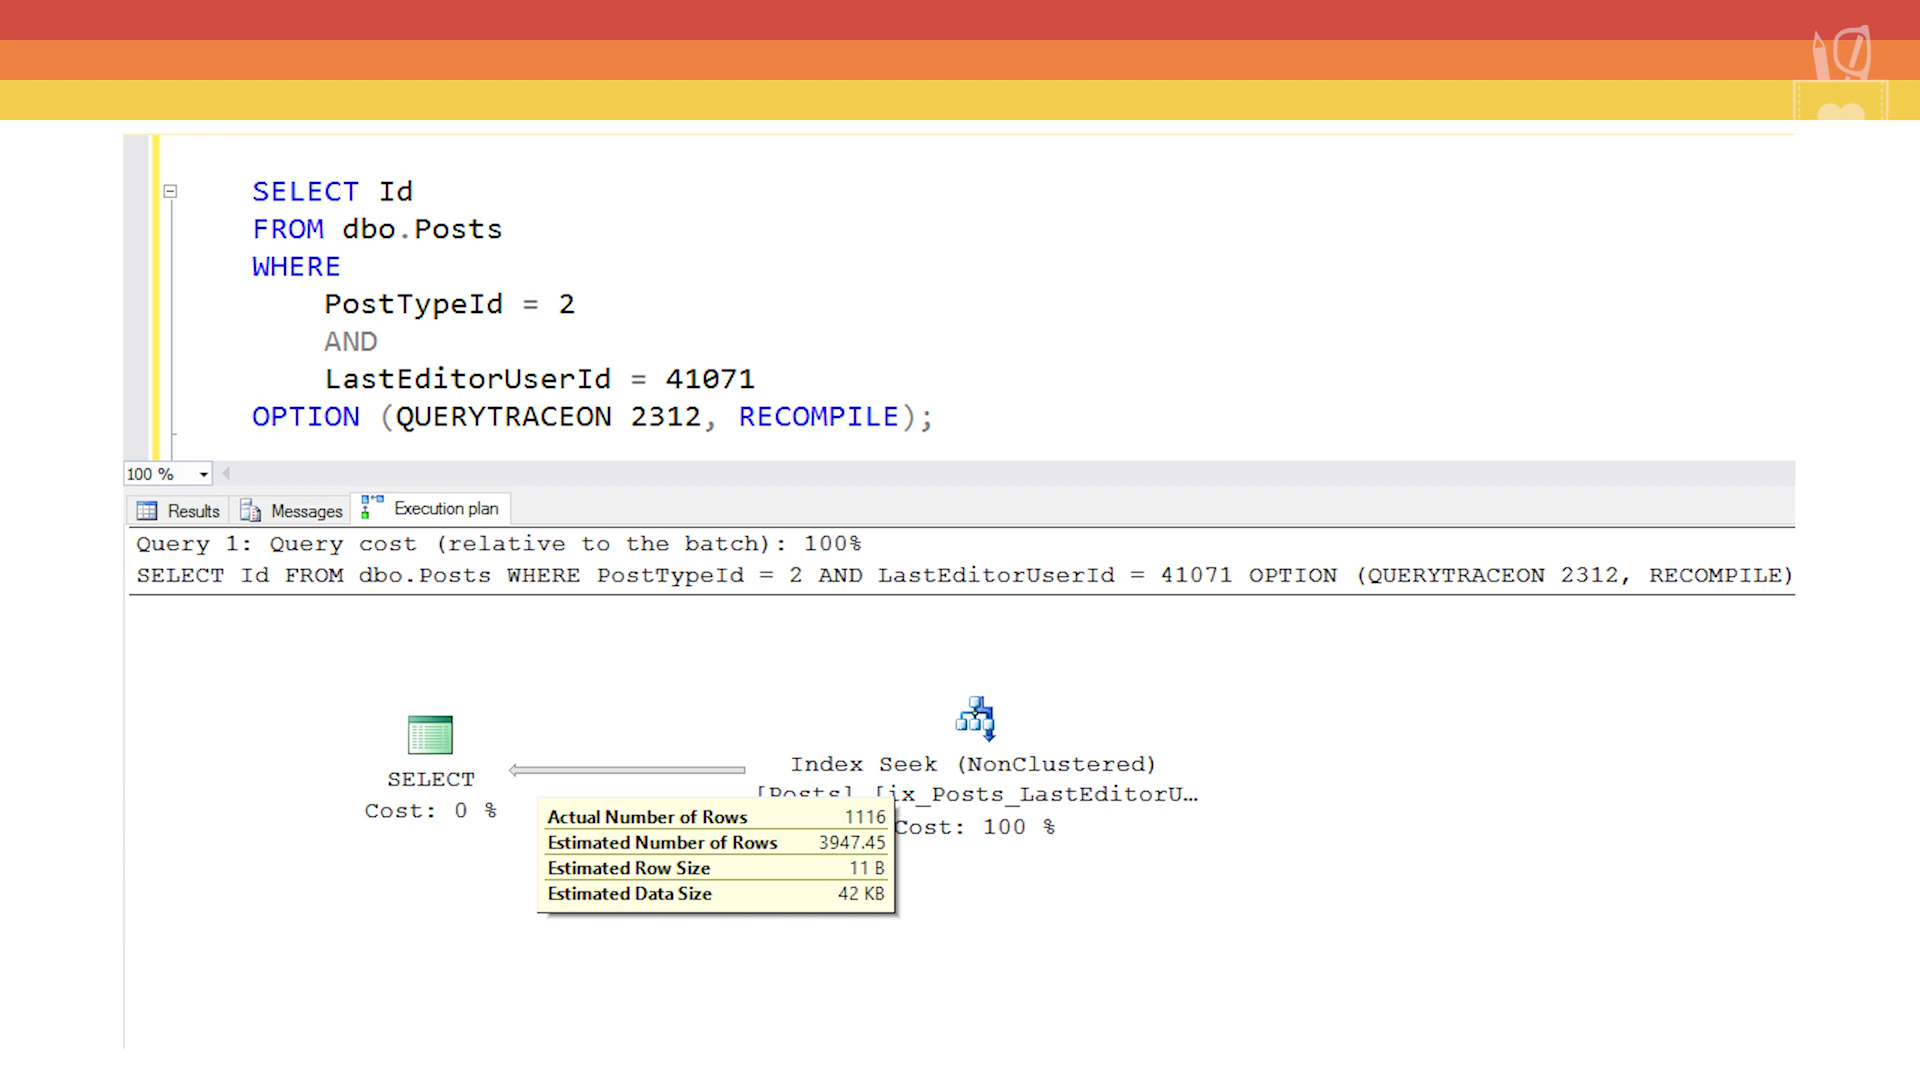 SELECT Id
FROM dbo.Posts
WHERE
PostTypeId = 2
AND
LastEditorUserId = 41071
OPTION (QUERYTRACEON 2312, RECOMPILE);
100 %
Results Messages Execution plan
Query 1: Query cost (relative to the batch): 100%
SELECT Id FROM dbo.Posts WHERE PostTypeId = 2 AND LastEditorUserId = 41071 OPTION (QUERYTRACEON 2312, RECOMPILE)
SELECT
Cost: 0 %
Index Seek (NonClustered)
[Posts].[ix_Posts_LastEditorU…
Cost: 100 %
Actual Number of Rows 1116
Estimated Number of Rows 3947.45
Estimated Row Size 11 B
Estimated Data Size 42 KB